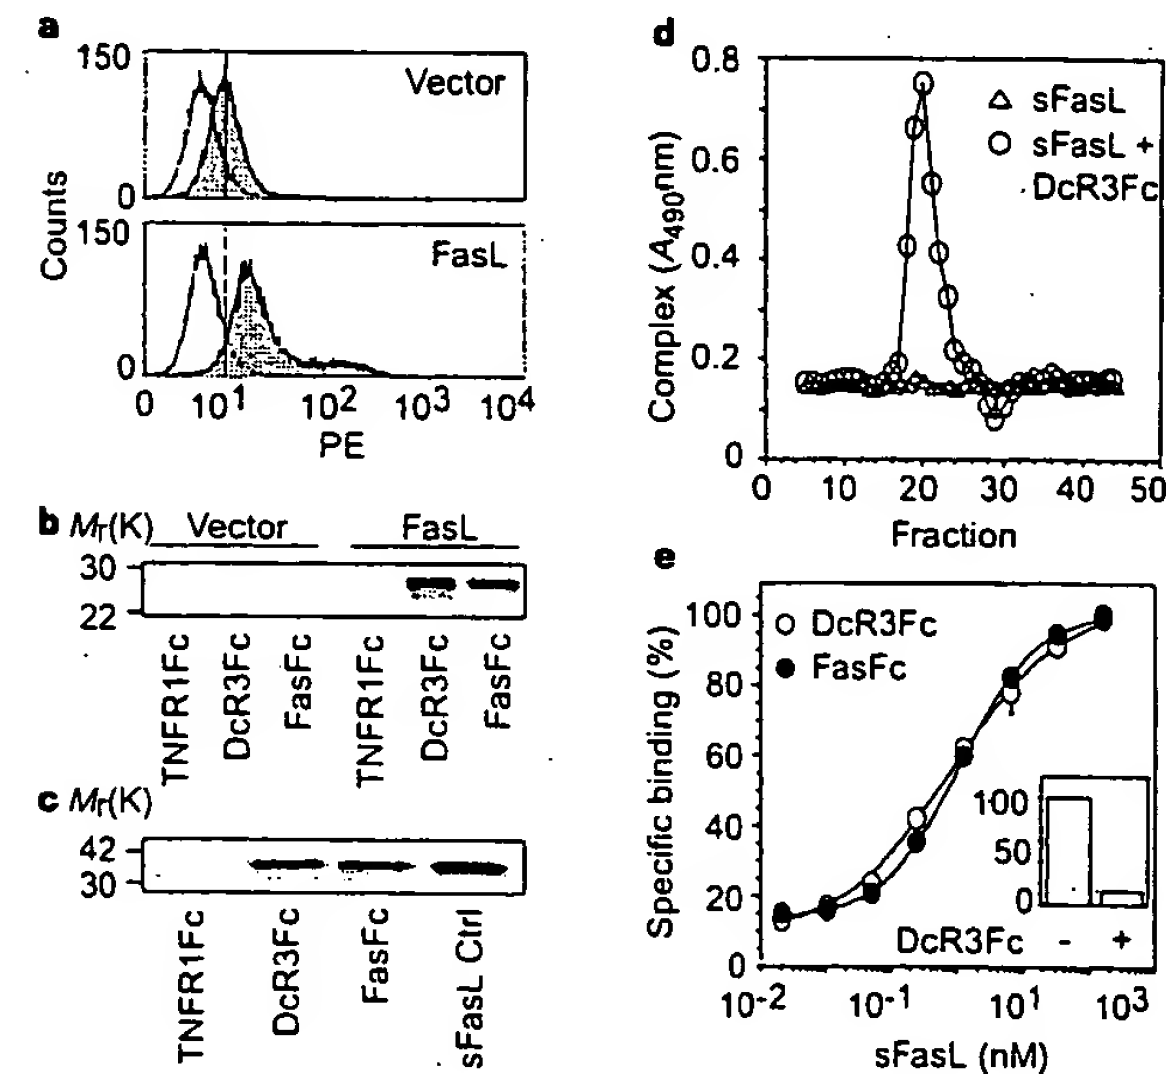 a
150
Vector
0
Counts
150
FasL
0
0 10¹ 10² 10³ 10⁴
PE
b Mr(K) Vector FasL
30
22
TNFR1Fc DcR3Fc FasFc TNFR1Fc DcR3Fc FasFc
c Mr(K)
42
30
TNFR1Fc DcR3Fc FasFc sFasL Ctrl
d
0.8
sFasL
sFasL +
DcR3Fc
0.6
0.4
0.2
0
Complex (A490nm)
0 10 20 30 40 50
Fraction
e
100
DcR3Fc
FasFc
80
60
40
20
0
Specific binding (%)
100
50
0
DcR3Fc - +
10-2 10-1 10¹ 10³
sFasL (nM)